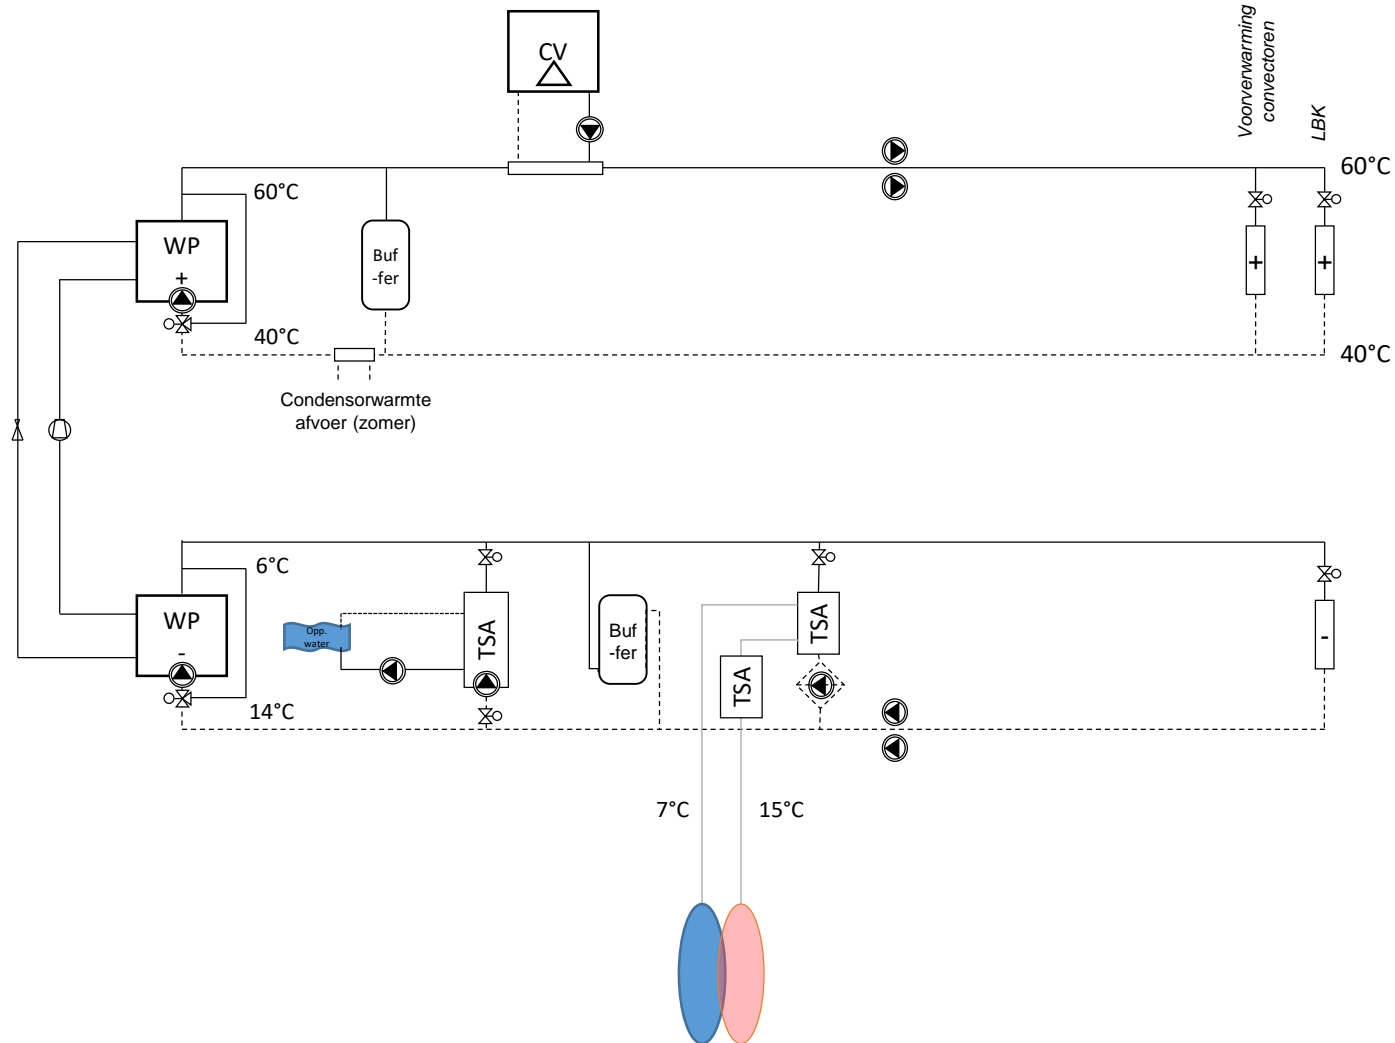 CV
Voorverwarming
convectoren
LBK
60°C
60°C
WP
+
Buf
-fer
+
+
40°C
40°C
Condensorwarmte
afvoer (zomer)
6°C
WP
-
Opp.
water
TSA
Buf
-fer
TSA
TSA
-
14°C
7°C
15°C